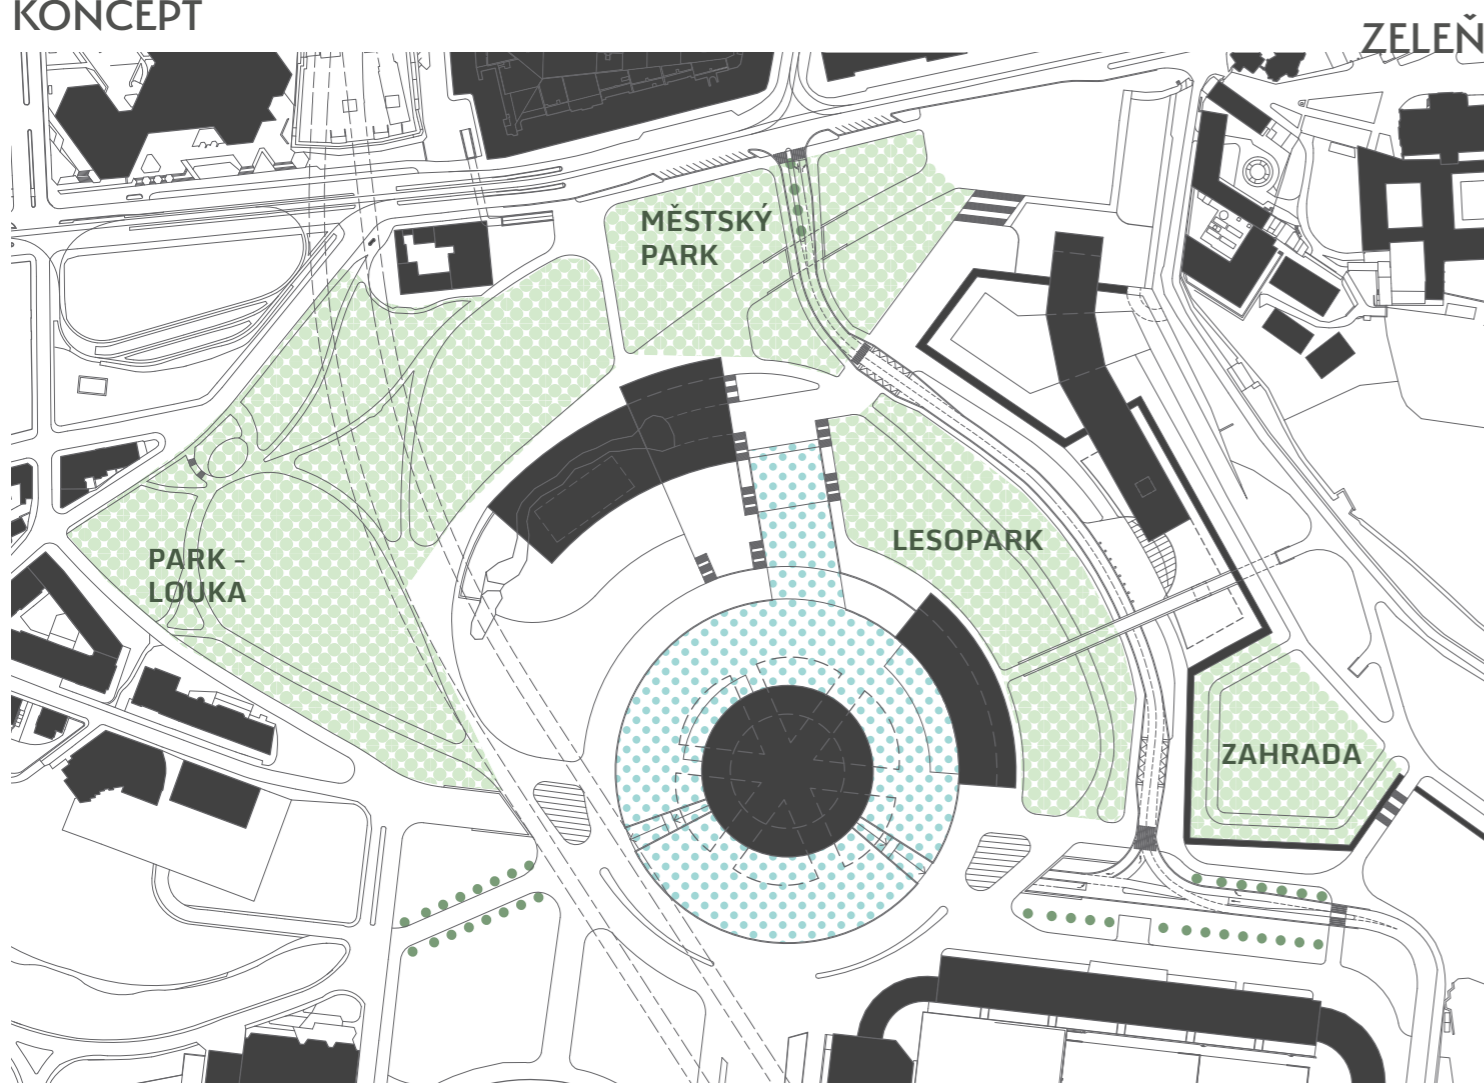 KONCEPT
ZELEŇ
MĚSTSKÝ
PARK
LESOPARK
PARK -
LOUKA
ZAHRADA